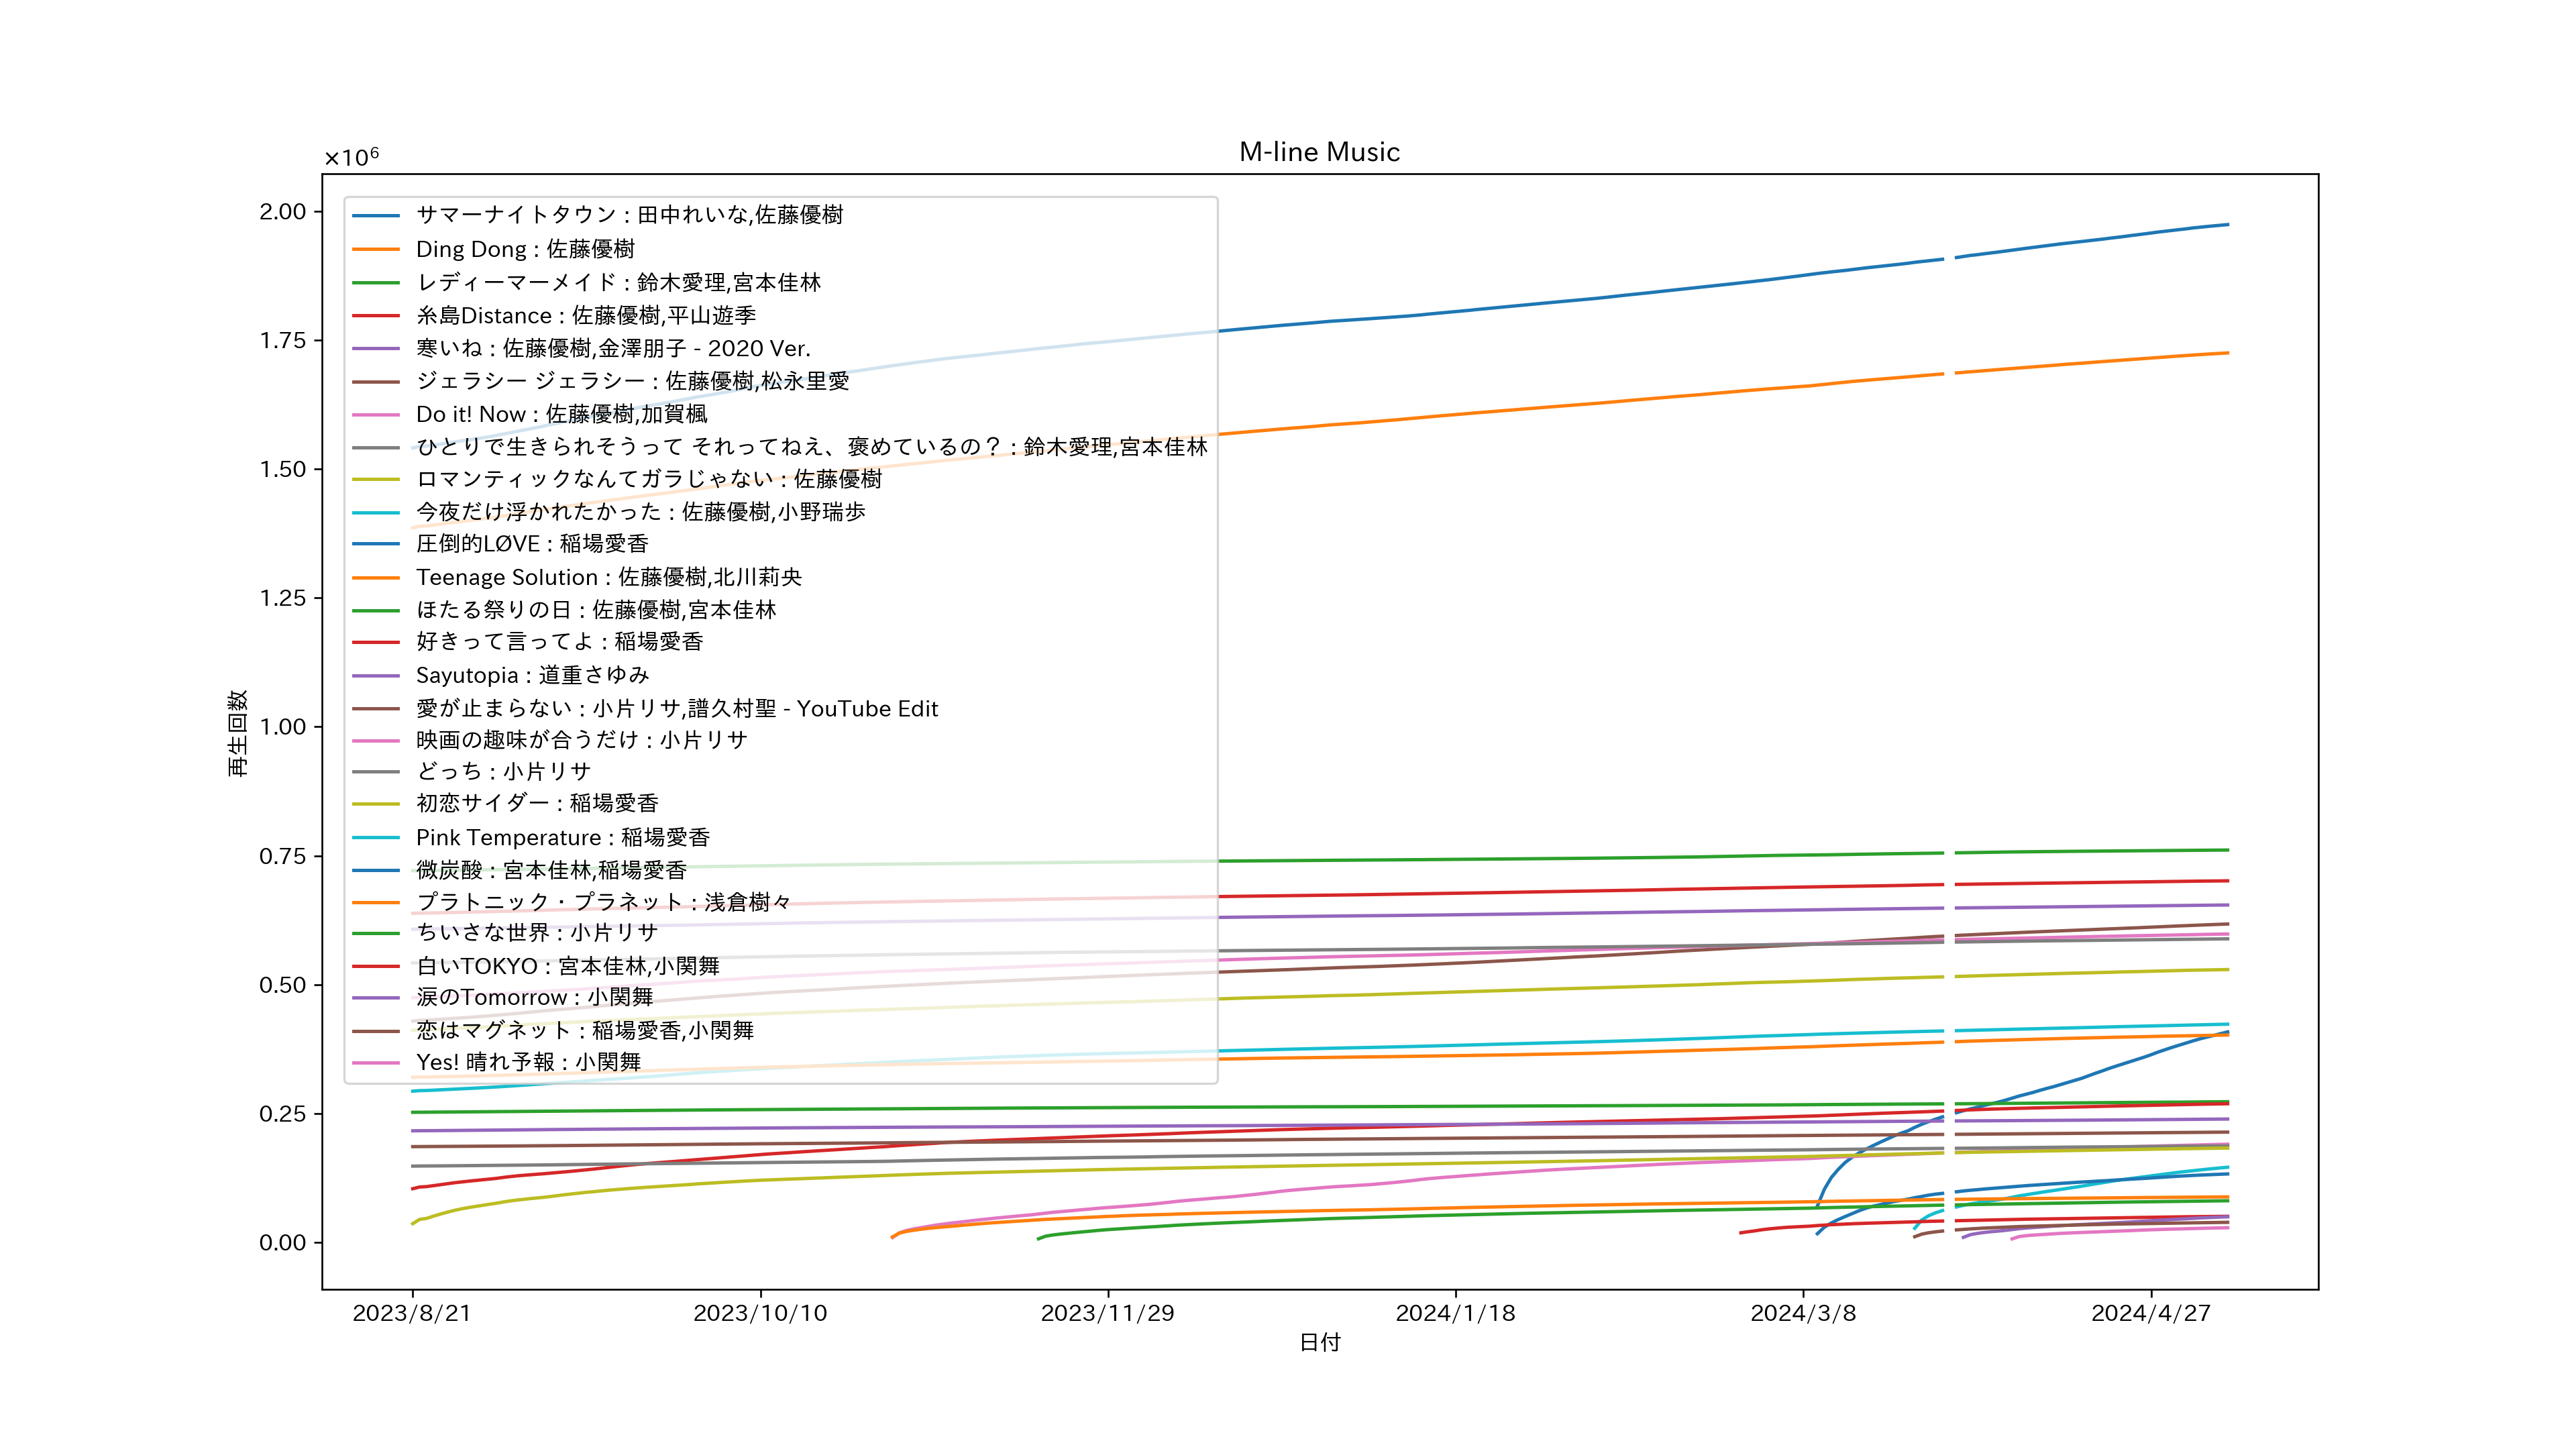 M-line Music
×10⁶
2.00
1.75
1.50
1.25
1.00
0.75
0.50
0.25
0.00
再生回数
サマーナイトタウン : 田中れいな,佐藤優樹
Ding Dong : 佐藤優樹
レディーマーメイド : 鈴木愛理,宮本佳林
糸島Distance : 佐藤優樹,平山遊季
寒いね : 佐藤優樹,金澤朋子 - 2020 Ver.
ジェラシー ジェラシー : 佐藤優樹,松永里愛
Do it! Now : 佐藤優樹,加賀楓
ひとりで生きられそうって それってねえ、褒めているの？ : 鈴木愛理,宮本佳林
ロマンティックなんてガラじゃない : 佐藤優樹
今夜だけ浮かれたかった : 佐藤優樹,小野瑞歩
圧倒的LØVE : 稲場愛香
Teenage Solution : 佐藤優樹,北川莉央
ほたる祭りの日 : 佐藤優樹,宮本佳林
好きって言ってよ : 稲場愛香
Sayutopia : 道重さゆみ
愛が止まらない : 小片リサ,譜久村聖 - YouTube Edit
映画の趣味が合うだけ : 小片リサ
どっち : 小片リサ
初恋サイダー : 稲場愛香
Pink Temperature : 稲場愛香
微炭酸 : 宮本佳林,稲場愛香
プラトニック・プラネット : 浅倉樹々
ちいさな世界 : 小片リサ
白いTOKYO : 宮本佳林,小関舞
涙のTomorrow : 小関舞
恋はマグネット : 稲場愛香,小関舞
Yes! 晴れ予報 : 小関舞
2023/8/21
2023/10/10
2023/11/29
2024/1/18
2024/3/8
2024/4/27
日付